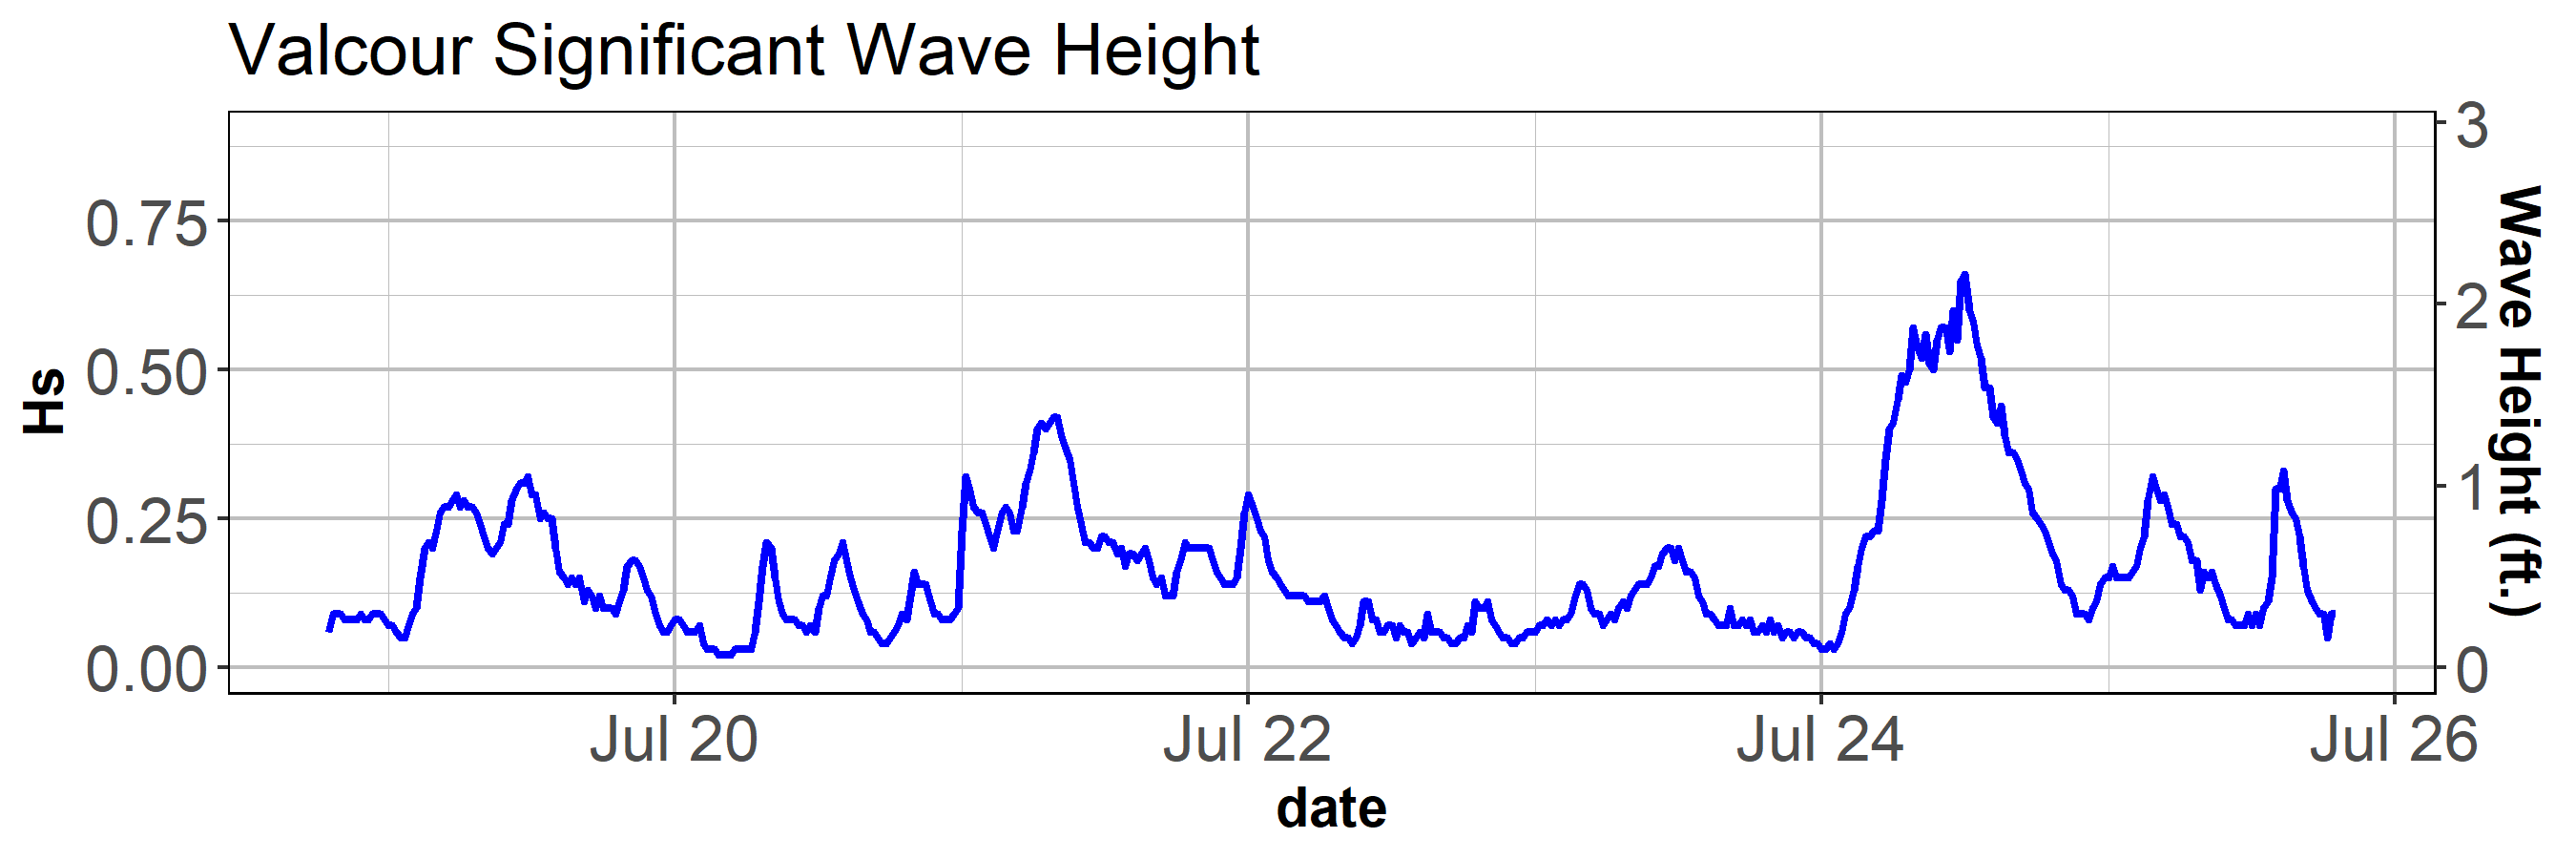 Valcour Significant Wave Height
3
0.75
2
0.50
1
0.25
0.00
0
Hs
Wave Height (ft.)
Jul 20
Jul 22
Jul 24
Jul 26
date